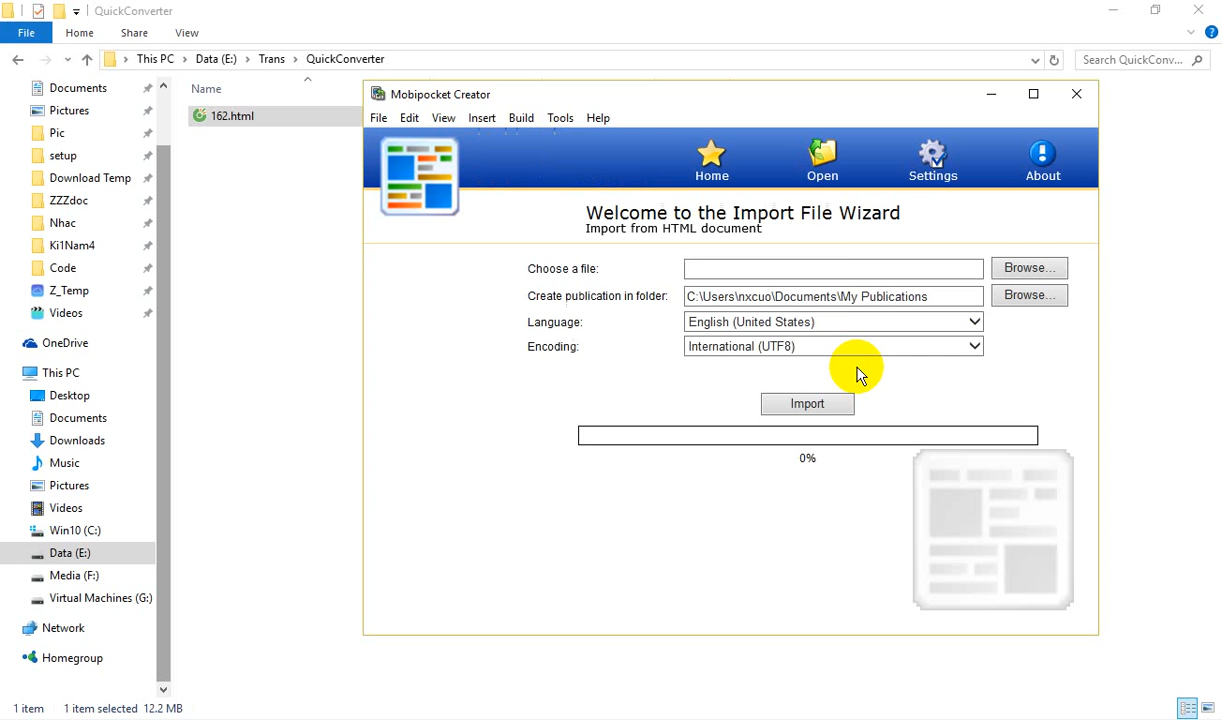 QuickConverter
File Home Share View
This PC Data (E:) Trans QuickConverter
Search QuickConv...
Documents
Pictures
Pic
setup
Download Temp
ZZZdoc
Nhac
Ki1Nam4
Code
Z_Temp
Videos
OneDrive
This PC
Desktop
Documents
Downloads
Music
Pictures
Videos
Win10 (C:)
Data (E:)
Media (F:)
Virtual Machines (G:)
Network
Homegroup
Name
162.html
Mobipocket Creator
File Edit View Insert Build Tools Help
Home Open Settings About
Welcome to the Import File Wizard
Import from HTML document
Choose a file: Browse...
Create publication in folder: C:\Users\nxcuo\Documents\My Publications Browse...
Language: English (United States)
Encoding: International (UTF8)
Import
0%
1 item 1 item selected 12.2 MB